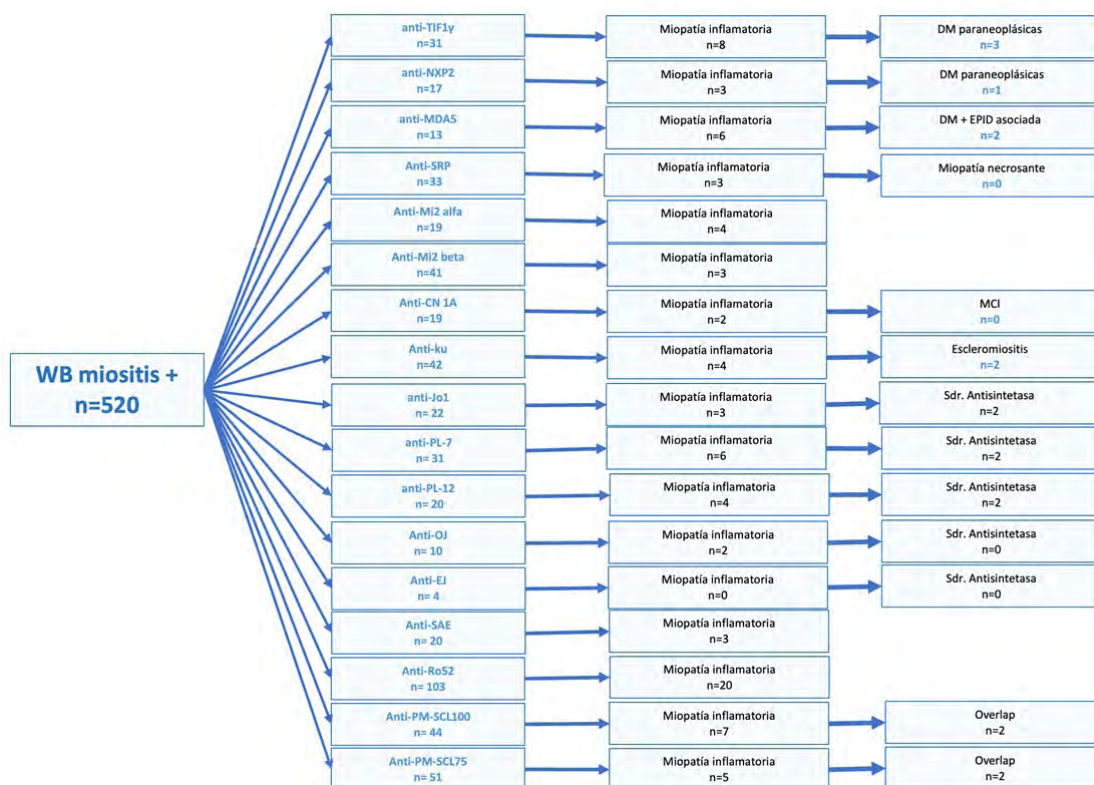 WB miositis +
n=520
anti-TIF1γ
n=31
Miopatía inflamatoria
n=8
DM paraneoplásicas
n=3
anti-NXP2
n=17
Miopatía inflamatoria
n=3
DM paraneoplásicas
n=1
anti-MDA5
n=13
Miopatía inflamatoria
n=6
DM + EPID asociada
n=2
Anti-SRP
n=33
Miopatía inflamatoria
n=3
Miopatía necrosante
n=0
Anti-Mi2 alfa
n=19
Miopatía inflamatoria
n=4
Anti-Mi2 beta
n=41
Miopatía inflamatoria
n=3
Anti-CN 1A
n=19
Miopatía inflamatoria
n=2
MCI
n=0
Anti-ku
n=42
Miopatía inflamatoria
n=4
Escleromiositis
n=2
anti-Jo1
n= 22
Miopatía inflamatoria
n=3
Sdr. Antisintetasa
n=2
anti-PL-7
n= 31
Miopatía inflamatoria
n=6
Sdr. Antisintetasa
n=2
anti-PL-12
n= 20
Miopatía inflamatoria
n=4
Sdr. Antisintetasa
n=2
Anti-OJ
n= 10
Miopatía inflamatoria
n=2
Sdr. Antisintetasa
n=0
Anti-EJ
n= 4
Miopatía inflamatoria
n=0
Sdr. Antisintetasa
n=0
Anti-SAE
n= 20
Miopatía inflamatoria
n=3
Anti-Ro52
n= 103
Miopatía inflamatoria
n=20
Anti-PM-SCL100
n= 44
Miopatía inflamatoria
n=7
Overlap
n=2
Anti-PM-SCL75
n= 51
Miopatía inflamatoria
n=5
Overlap
n=2